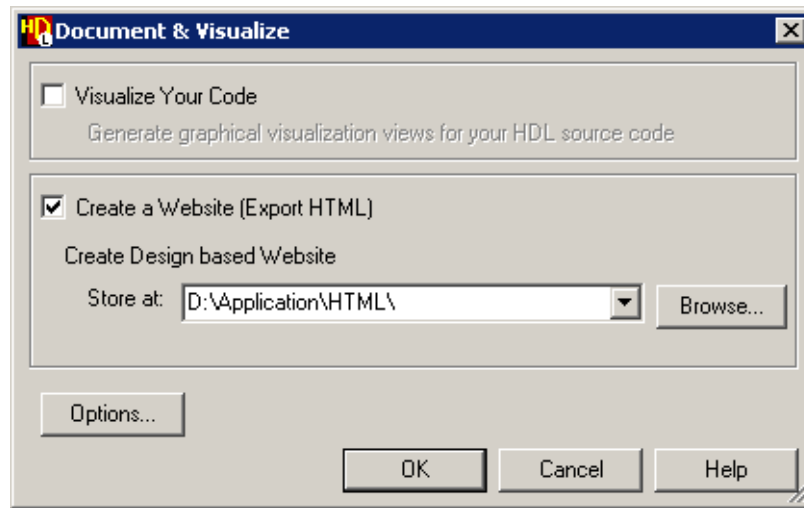 HD L Document & Visualize
Visualize Your Code
Generate graphical visualization views for your HDL source code
Create a Website (Export HTML)
Create Design based Website
Store at: D:\Application\HTML\ Browse...
Options...
OK Cancel Help